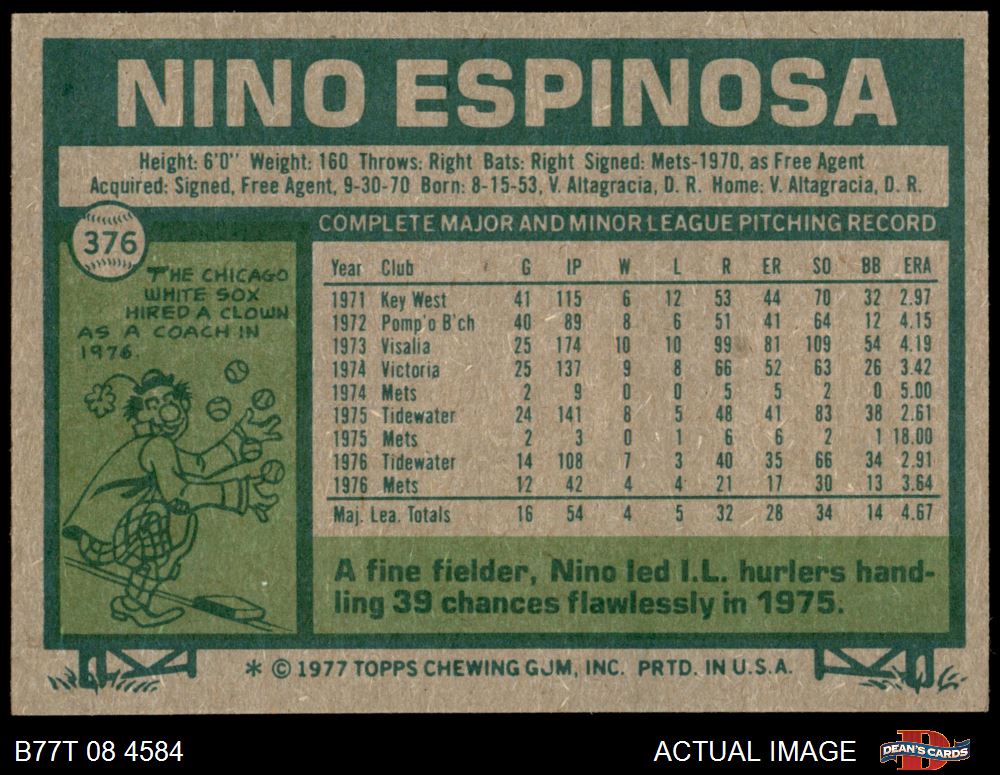 NINO ESPINOSA
Height: 6'0" Weight: 160 Throws: Right Bats: Right Signed: Mets-1970, as Free Agent
Acquired: Signed, Free Agent, 9-30-70 Born: 8-15-53, V. Altagracia, D. R. Home: V. Altagracia, D. R.
376
THE CHICAGO
WHITE SOX
HIRED A CLOWN
AS A COACH IN
1976.
COMPLETE MAJOR AND MINOR LEAGUE PITCHING RECORD
Year Club G IP W L R ER SO BB ERA
1971 Key West 41 115 6 12 53 44 70 32 2.97
1972 Pomp'o B'ch 40 89 8 6 51 41 64 12 4.15
1973 Visalia 25 174 10 10 99 81 109 54 4.19
1974 Victoria 25 137 9 8 66 52 63 26 3.42
1974 Mets 2 9 0 0 5 5 2 0 5.00
1975 Tidewater 24 141 8 5 48 41 83 38 2.61
1975 Mets 2 3 0 1 6 6 2 1 18.00
1976 Tidewater 14 108 7 3 40 35 66 34 2.91
1976 Mets 12 42 4 4 21 17 30 13 3.64
Maj. Lea. Totals 16 54 4 5 32 28 34 14 4.67
A fine fielder, Nino led I.L. hurlers hand-
ling 39 chances flawlessly in 1975.
* © 1977 TOPPS CHEWING GUM, INC. PRTD. IN U.S.A.
B77T 08 4584
ACTUAL IMAGE
D
DEAN'S CARDS